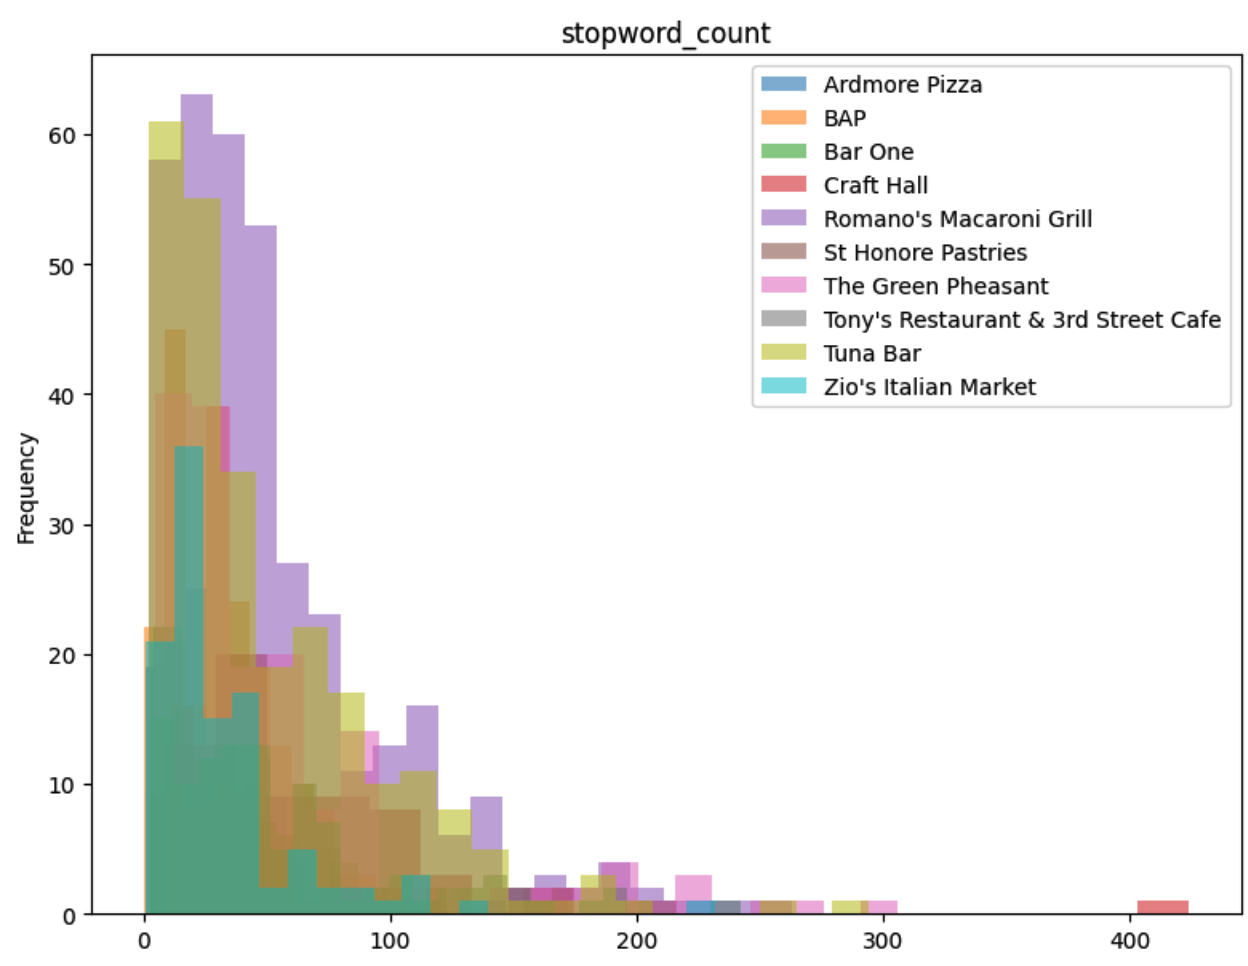 stopword_count
Ardmore Pizza
BAP
Bar One
Craft Hall
Romano's Macaroni Grill
St Honore Pastries
The Green Pheasant
Tony's Restaurant & 3rd Street Cafe
Tuna Bar
Zio's Italian Market
Frequency
60
50
40
30
20
10
0
0 100 200 300 400